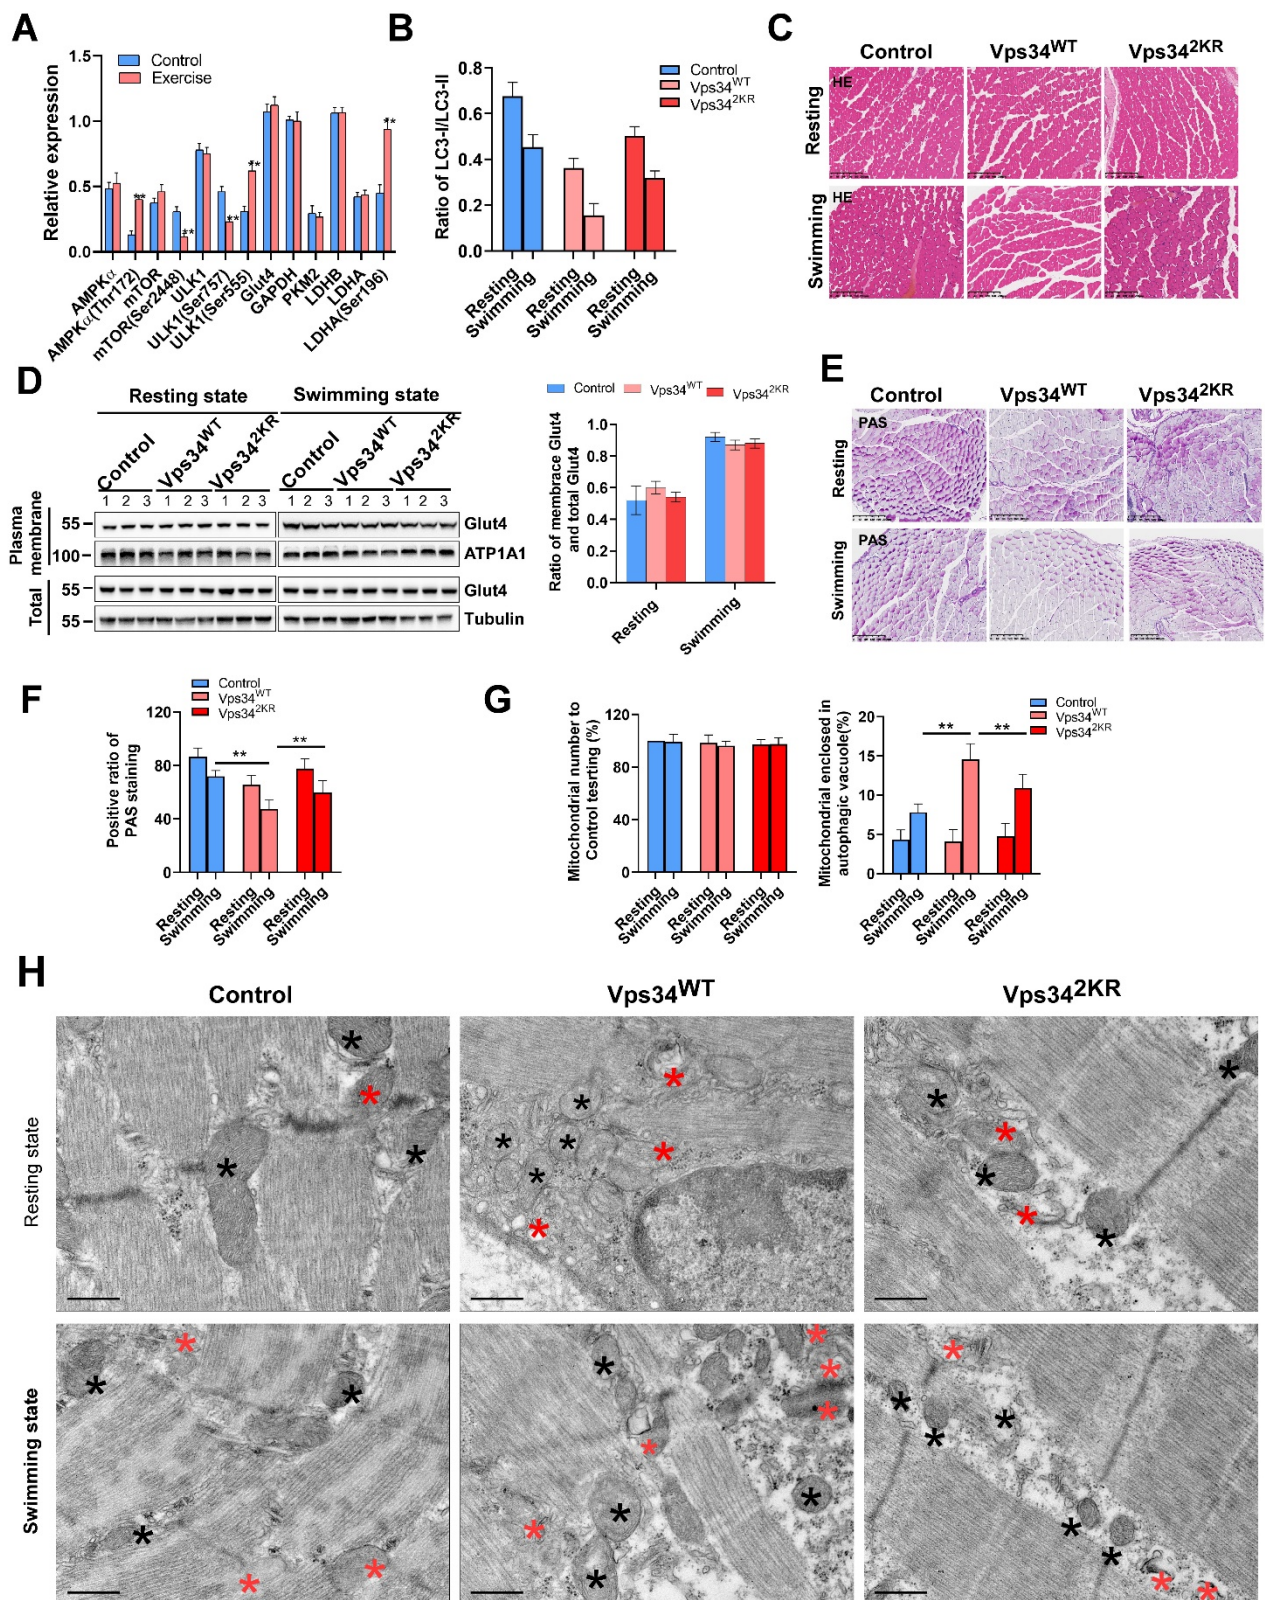 A
Control
Exercise
Relative expression
1.5
1.0
0.5
0.0
AMPKα
AMPKα(Thr172)
mTOR
mTOR(Ser2448)
ULK1
ULK1(Ser757)
ULK1(Ser555)
Glut4
GAPDH
PKM2
LDHB
LDHA
LDHA(Ser196)
**
**
**
**
**
B
Control
Vps34WT
Vps342KR
Ratio of LC3-I/LC3-II
0.8
0.6
0.4
0.2
0.0
Resting
Swimming
Resting
Swimming
Resting
Swimming
C
Control Vps34WT Vps342KR
Resting
HE
Swimming
HE
D
Resting state Swimming state
Control Vps34WT Vps342KR Control Vps34WT Vps342KR
1 2 3 1 2 3 1 2 3 1 2 3 1 2 3 1 2 3
Plasma membrane
55 Glut4
100 ATP1A1
Total
55 Glut4
55 Tubulin
Control Vps34WT Vps342KR
Ratio of membrace Glut4
and total Glut4
1.0
0.8
0.6
0.4
0.2
0.0
Resting
Swimming
E
Control Vps34WT Vps342KR
Resting
PAS
Swimming
PAS
F
Control
Vps34WT
Vps342KR
Positive ratio of
PAS staining
120
80
40
0
** **
Resting
Swimming
Resting
Swimming
Resting
Swimming
G
Mitochondrial number to
Control testerting (%)
120
80
40
0
Resting
Swimming
Resting
Swimming
Resting
Swimming
Mitochondrial enclosed in
autophagic vacuole(%)
20
15
10
5
0
** **
Control
Vps34WT
Vps342KR
Resting
Swimming
Resting
Swimming
Resting
Swimming
H
Control Vps34WT Vps342KR
Resting state
Swimming state